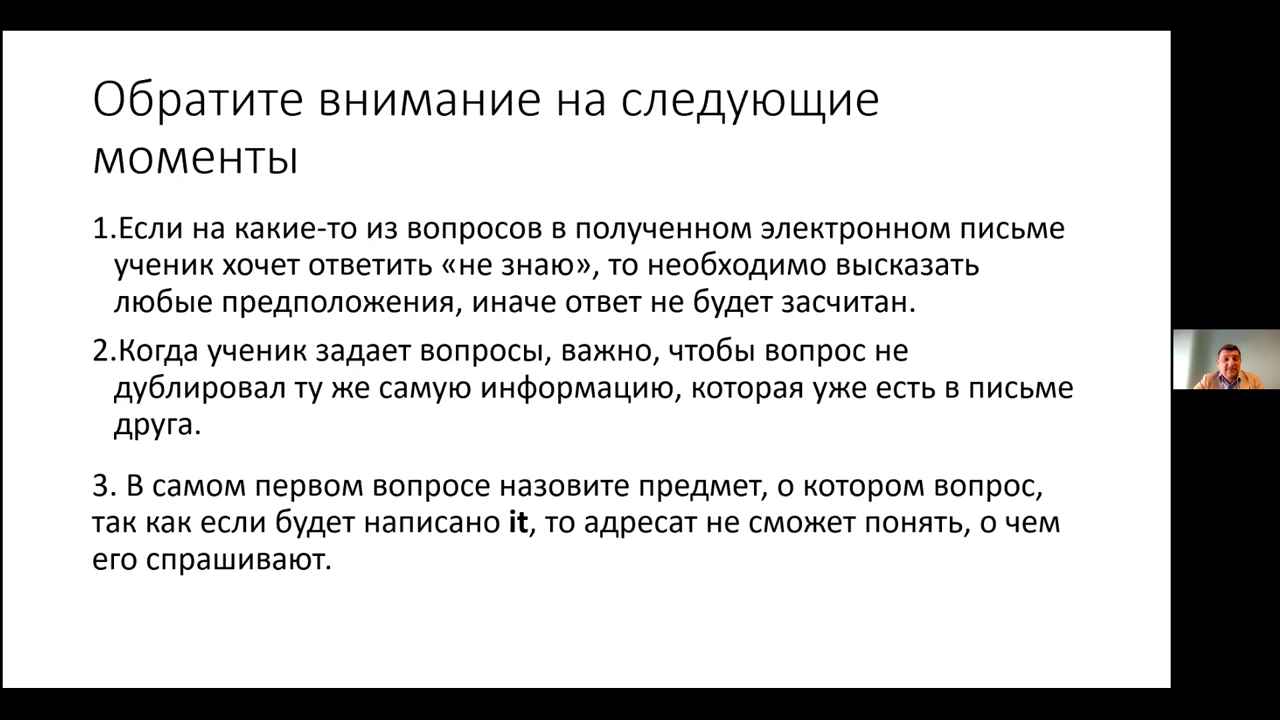 Обратите внимание на следующие
моменты
1.Если на какие-то из вопросов в полученном электронном письме
ученик хочет ответить «не знаю», то необходимо высказать
любые предположения, иначе ответ не будет засчитан.
2.Когда ученик задает вопросы, важно, чтобы вопрос не
дублировал ту же самую информацию, которая уже есть в письме
друга.
3. В самом первом вопросе назовите предмет, о котором вопрос,
так как если будет написано it, то адресат не сможет понять, о чем
его спрашивают.